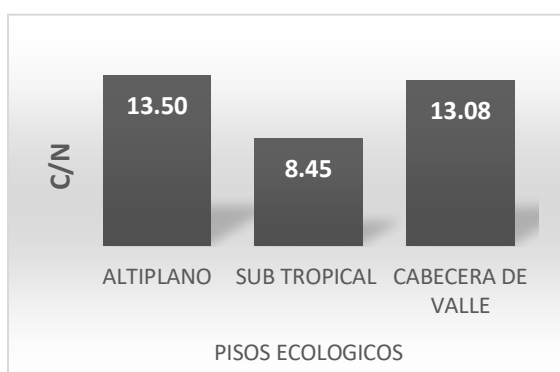 13.50
8.45
13.08
C/N
ALTIPLANO
SUB TROPICAL
CABECERA DE
VALLE
PISOS ECOLOGICOS